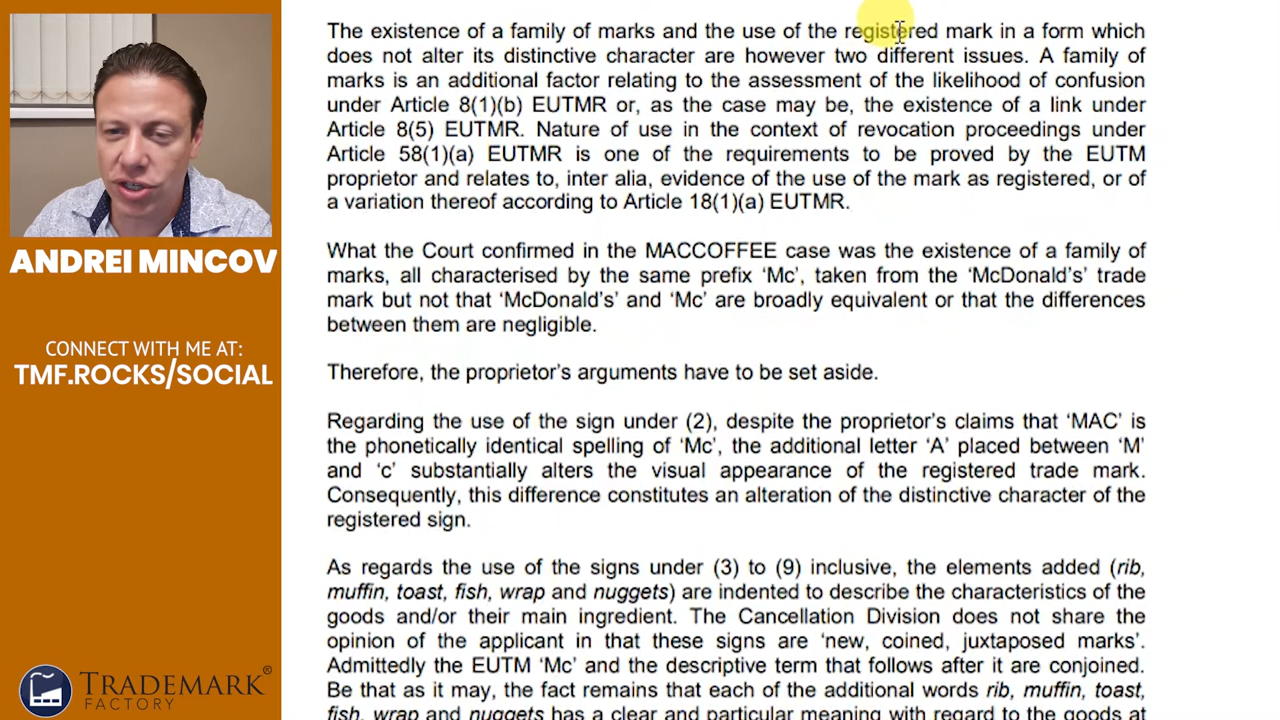 The existence of a family of marks and the use of the registered mark in a form which
does not alter its distinctive character are however two different issues. A family of
marks is an additional factor relating to the assessment of the likelihood of confusion
under Article 8(1)(b) EUTMR or, as the case may be, the existence of a link under
Article 8(5) EUTMR. Nature of use in the context of revocation proceedings under
Article 58(1)(a) EUTMR is one of the requirements to be proved by the EUTM
proprietor and relates to, inter alia, evidence of the use of the mark as registered, or of
a variation thereof according to Article 18(1)(a) EUTMR.
What the Court confirmed in the MACCOFFEE case was the existence of a family of
marks, all characterised by the same prefix ‘Mc’, taken from the ‘McDonald’s’ trade
mark but not that ‘McDonald’s’ and ‘Mc’ are broadly equivalent or that the differences
between them are negligible.
Therefore, the proprietor’s arguments have to be set aside.
Regarding the use of the sign under (2), despite the proprietor’s claims that ‘MAC’ is
the phonetically identical spelling of ‘Mc’, the additional letter ‘A’ placed between ‘M’
and ‘c’ substantially alters the visual appearance of the registered trade mark.
Consequently, this difference constitutes an alteration of the distinctive character of the
registered sign.
As regards the use of the signs under (3) to (9) inclusive, the elements added (rib,
muffin, toast, fish, wrap and nuggets) are indented to describe the characteristics of the
goods and/or their main ingredient. The Cancellation Division does not share the
opinion of the applicant in that these signs are ‘new, coined, juxtaposed marks’.
Admittedly the EUTM ‘Mc’ and the descriptive term that follows after it are conjoined.
Be that as it may, the fact remains that each of the additional words rib, muffin, toast,
fish, wrap and nuggets has a clear and particular meaning with regard to the goods at
ANDREI MINCOV
CONNECT WITH ME AT:
TMF.ROCKS/SOCIAL
TRADEMARK®
FACTORY